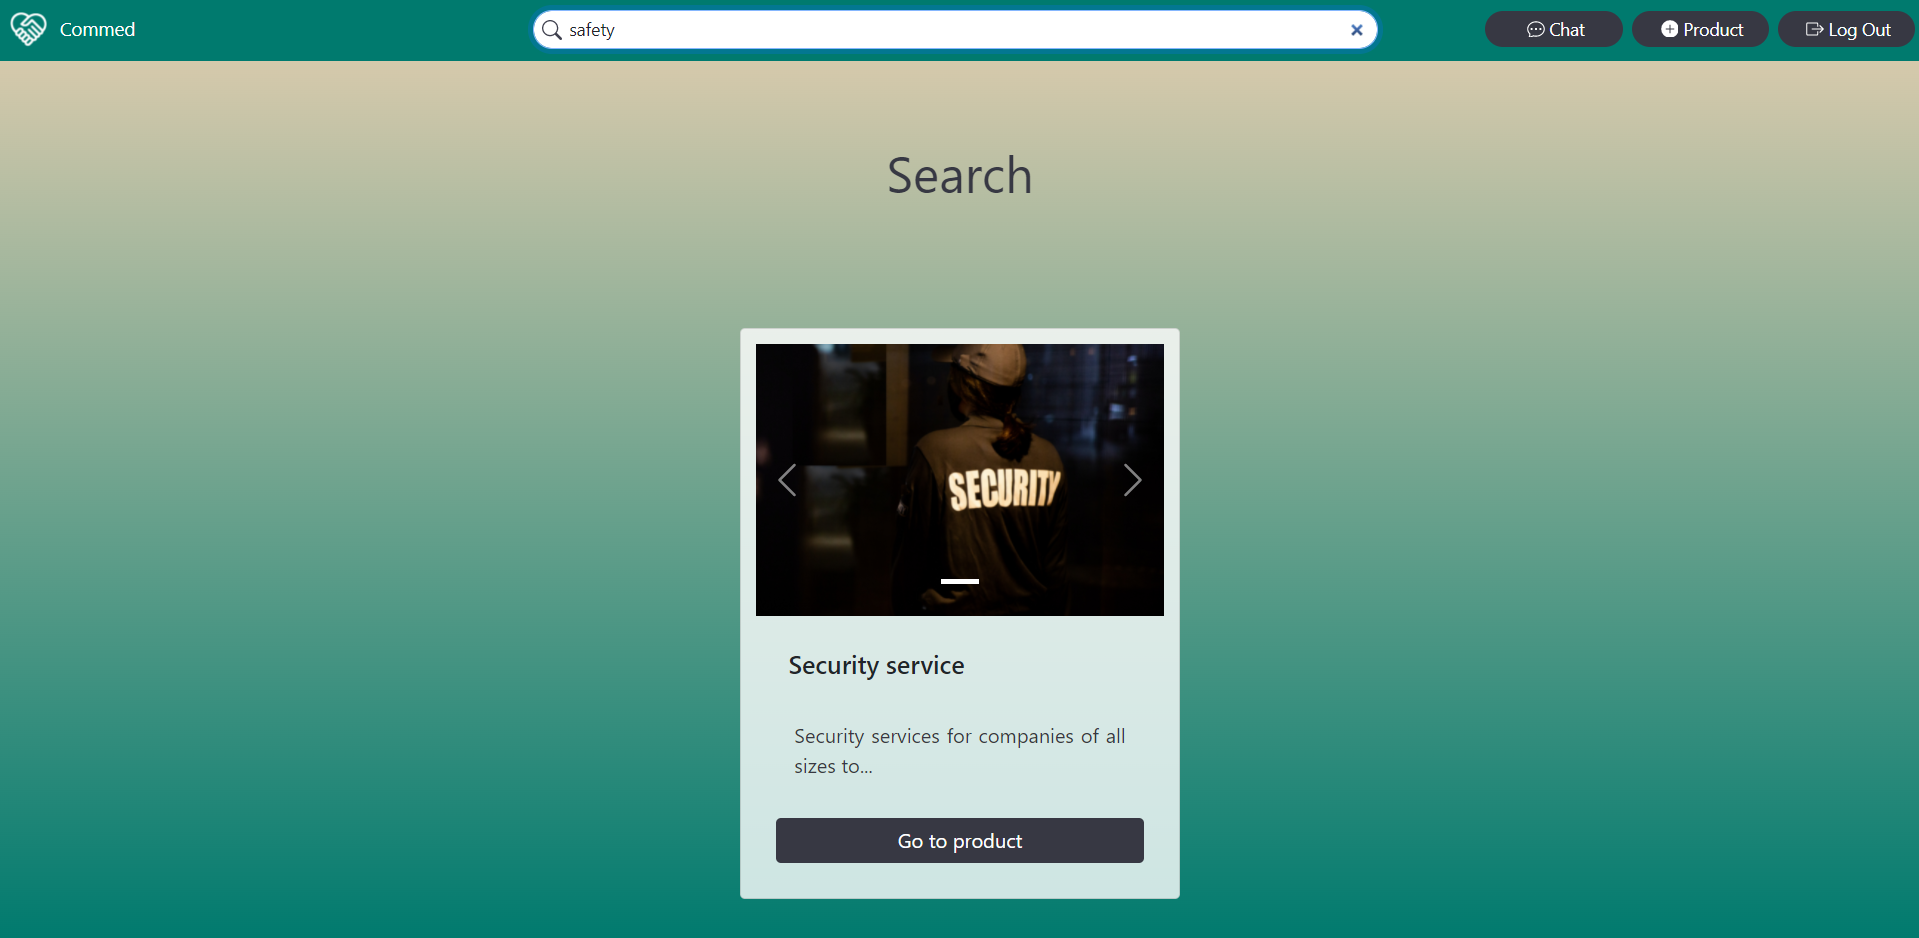 Commed
safety
Chat
Product
Log Out
Search
SECURITY
Security service
Security services for companies of all
sizes to...
Go to product